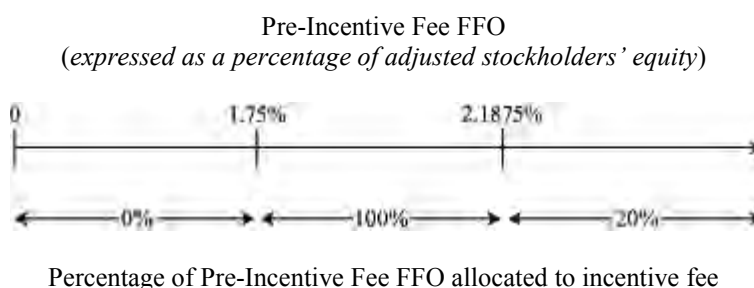 Pre-Incentive Fee FFO
(expressed as a percentage of adjusted stockholders’ equity)
0 1.75% 2.1875%
0% 100% 20%
Percentage of Pre-Incentive Fee FFO allocated to incentive fee